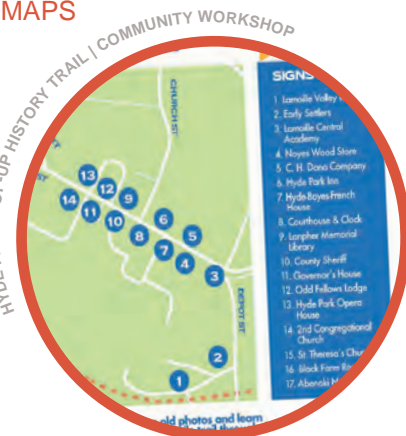 MAPS
UP HISTORY TRAIL | COMMUNITY WORKSHOP
HYDE
CHURCH ST
ST
DEPOT ST
13
12
9
14
11
10
6
8
5
7
4
3
2
1
SIGNS
1 Lamoille Valley
2. Early Settlers
3. Lamoille Central
Academy
4. Noyes Wood Store
5 C. H. Dana Company
6. Hyde Park Inn
7. Hyde-Boyes-French
House
8. Courthouse & Clock
9. Lanpher Memorial
Library
10. County Sheriff
11. Governor's House
12. Odd Fellows Lodge
13. Hyde Park Opera
House
14. 2nd Congregational
Church
15. St. Theresa's
16. Black Farer
17. Abenaki
old photos and learn